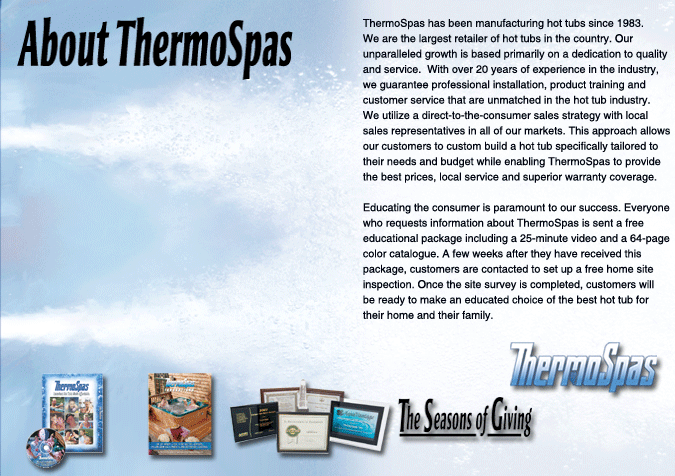 About ThermoSpas
ThermoSpas has been manufacturing hot tubs since 1983.
We are the largest retailer of hot tubs in the country. Our
unparalleled growth is based primarily on a dedication to quality
and service.  With over 20 years of experience in the industry,
we guarantee professional installation, product training and
customer service that are unmatched in the hot tub industry.
We utilize a direct-to-the-consumer sales strategy with local
sales representatives in all of our markets. This approach allows
our customers to custom build a hot tub specifically tailored to
their needs and budget while enabling ThermoSpas to provide
the best prices, local service and superior warranty coverage.
Educating the consumer is paramount to our success. Everyone
who requests information about ThermoSpas is sent a free
educational package including a 25-minute video and a 64-page
color catalogue. A few weeks after they have received this
package, customers are contacted to set up a free home site
inspection. Once the site survey is completed, customers will
be ready to make an educated choice of the best hot tub for
their home and their family.
ThermoSpas
ThermoSpas
The Seasons of Giving